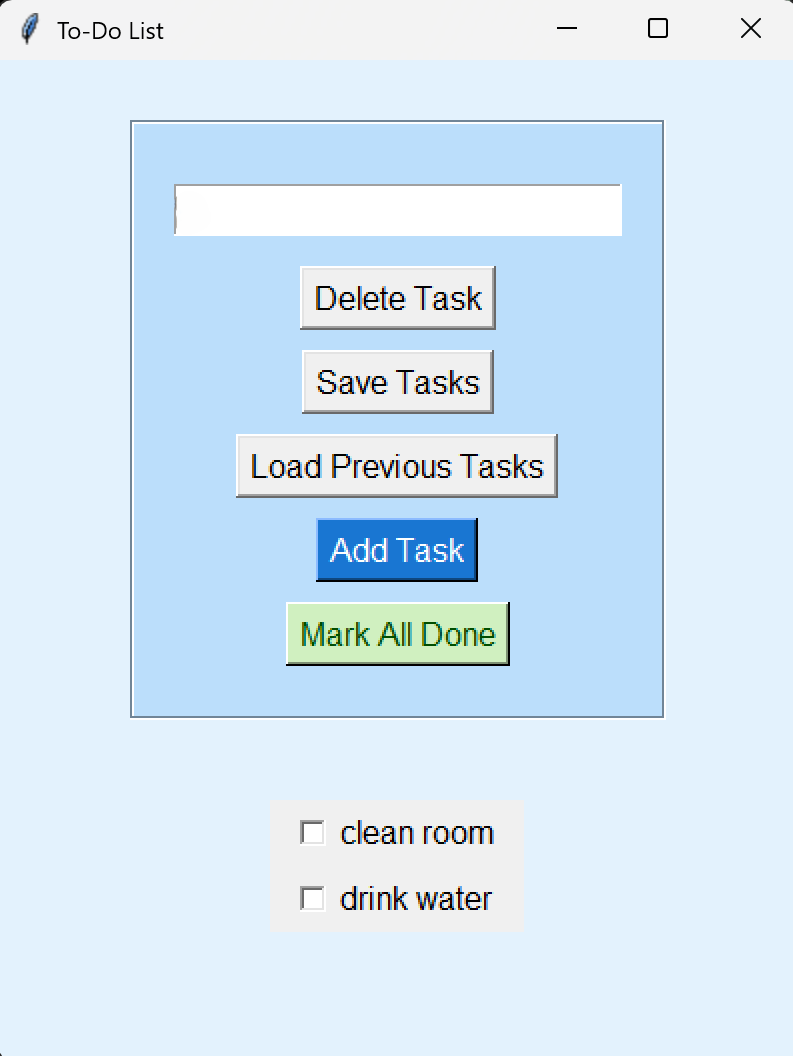 To-Do List
Delete Task
Save Tasks
Load Previous Tasks
Add Task
Mark All Done
clean room
drink water